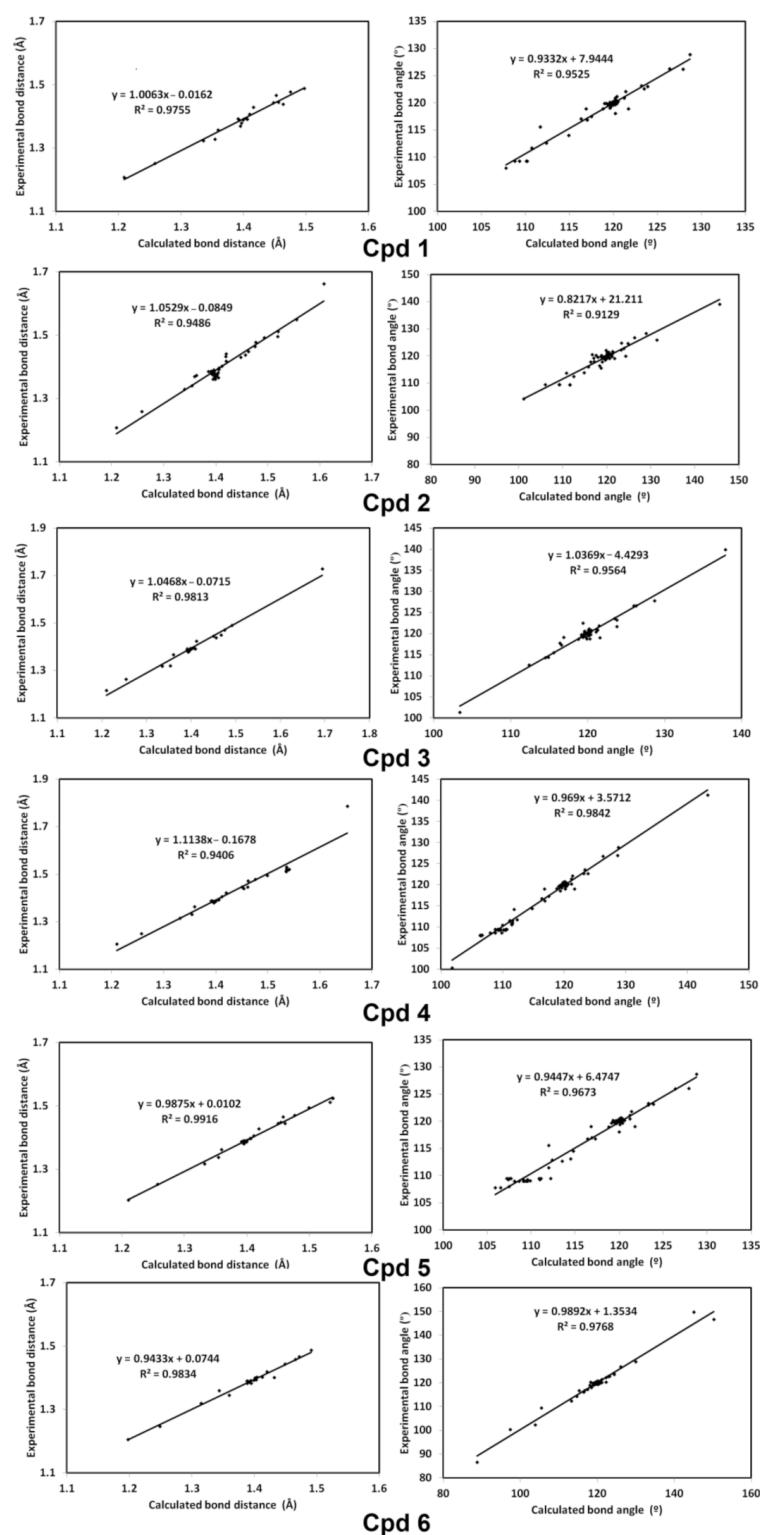 1.7
1.5
1.3
1.1
Experimental bond distance (Å)
y = 1.0063x – 0.0162
R² = 0.9755
1.1 1.2 1.3 1.4 1.5 1.6
Calculated bond distance (Å)
135
130
125
120
115
110
105
100
Experimental bond angle (°)
y = 0.9332x + 7.9444
R² = 0.9525
100 105 110 115 120 125 130 135
Calculated bond angle (º)
Cpd 1
1.7
1.5
1.3
1.1
Experimental bond distance (Å)
y = 1.0529x – 0.0849
R² = 0.9486
1.1 1.2 1.3 1.4 1.5 1.6 1.7
Calculated bond distance (Å)
150
140
130
120
110
100
90
80
Experimental bond angle (°)
y = 0.8217x + 21.211
R² = 0.9129
80 90 100 110 120 130 140 150
Calculated bond angle (º)
Cpd 2
1.9
1.7
1.5
1.3
1.1
Experimental bond distance (Å)
y = 1.0468x – 0.0715
R² = 0.9813
1.1 1.2 1.3 1.4 1.5 1.6 1.7 1.8
Calculated bond distance (Å)
145
140
135
130
125
120
115
110
105
100
Experimental bond angle (°)
y = 1.0369x – 4.4293
R² = 0.9564
100 110 120 130 140
Calculated bond angle (º)
Cpd 3
1.9
1.7
1.5
1.3
1.1
Experimental bond distance (Å)
y = 1.1138x – 0.1678
R² = 0.9406
1.1 1.2 1.3 1.4 1.5 1.6 1.7
Calculated bond distance (Å)
145
140
135
130
125
120
115
110
105
100
Experimental bond angle (°)
y = 0.969x + 3.5712
R² = 0.9842
100 110 120 130 140 150
Calculated bond angle (º)
Cpd 4
1.7
1.5
1.3
1.1
Experimental bond distance (Å)
y = 0.9875x + 0.0102
R² = 0.9916
1.1 1.2 1.3 1.4 1.5 1.6
Calculated bond distance (Å)
135
130
125
120
115
110
105
100
Experimental bond angle (°)
y = 0.9447x + 6.4747
R² = 0.9673
100 105 110 115 120 125 130 135
Calculated bond angle (º)
Cpd 5
1.7
1.5
1.3
1.1
Experimental bond distance (Å)
y = 0.9433x + 0.0744
R² = 0.9834
1.1 1.2 1.3 1.4 1.5 1.6
Calculated bond distance (Å)
160
150
140
130
120
110
100
90
80
Experimental bond angle (°)
y = 0.9892x + 1.3534
R² = 0.9768
80 100 120 140 160
Calculated bond angle (º)
Cpd 6